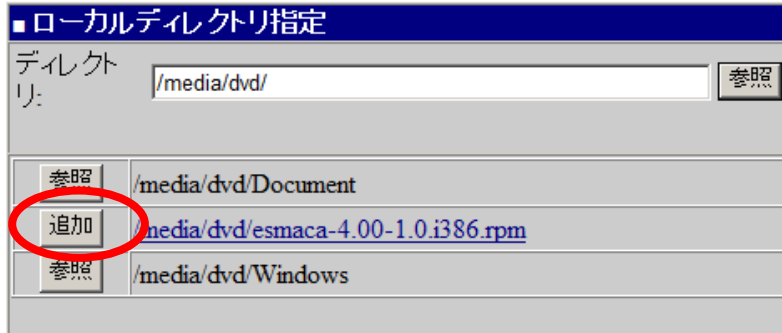 ■ローカルディレクトリ指定
ディレクト
リ:
/media/dvd/
参照
参照 /media/dvd/Document
追加 /media/dvd/esmaca-4.00-1.0.i386.rpm
参照 /media/dvd/Windows